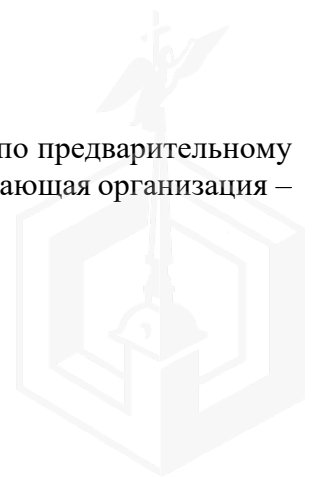 по предварительному
ающая организация –